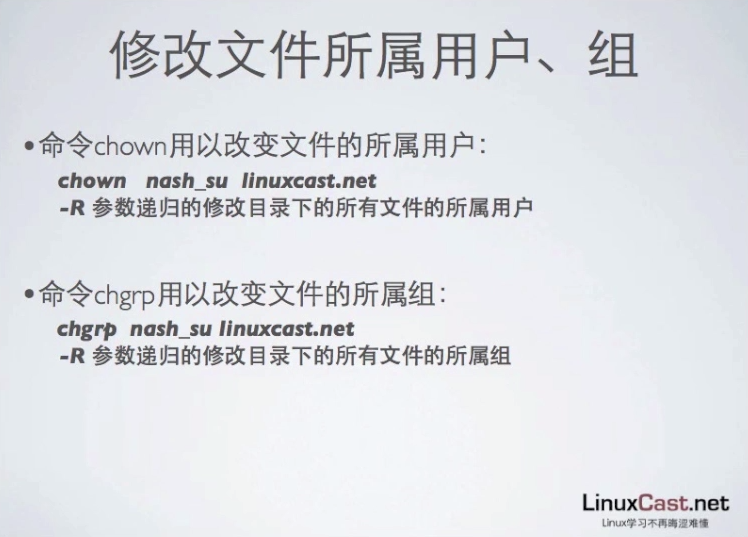 修改文件所属用户、组
•命令chown用以改变文件的所属用户：
chown nash_su linuxcast.net
-R 参数递归的修改目录下的所有文件的所属用户
•命令chgrp用以改变文件的所属组：
chgrp nash_su linuxcast.net
-R 参数递归的修改目录下的所有文件的所属组
LinuxCast.net
Linux学习不再晦涩难懂